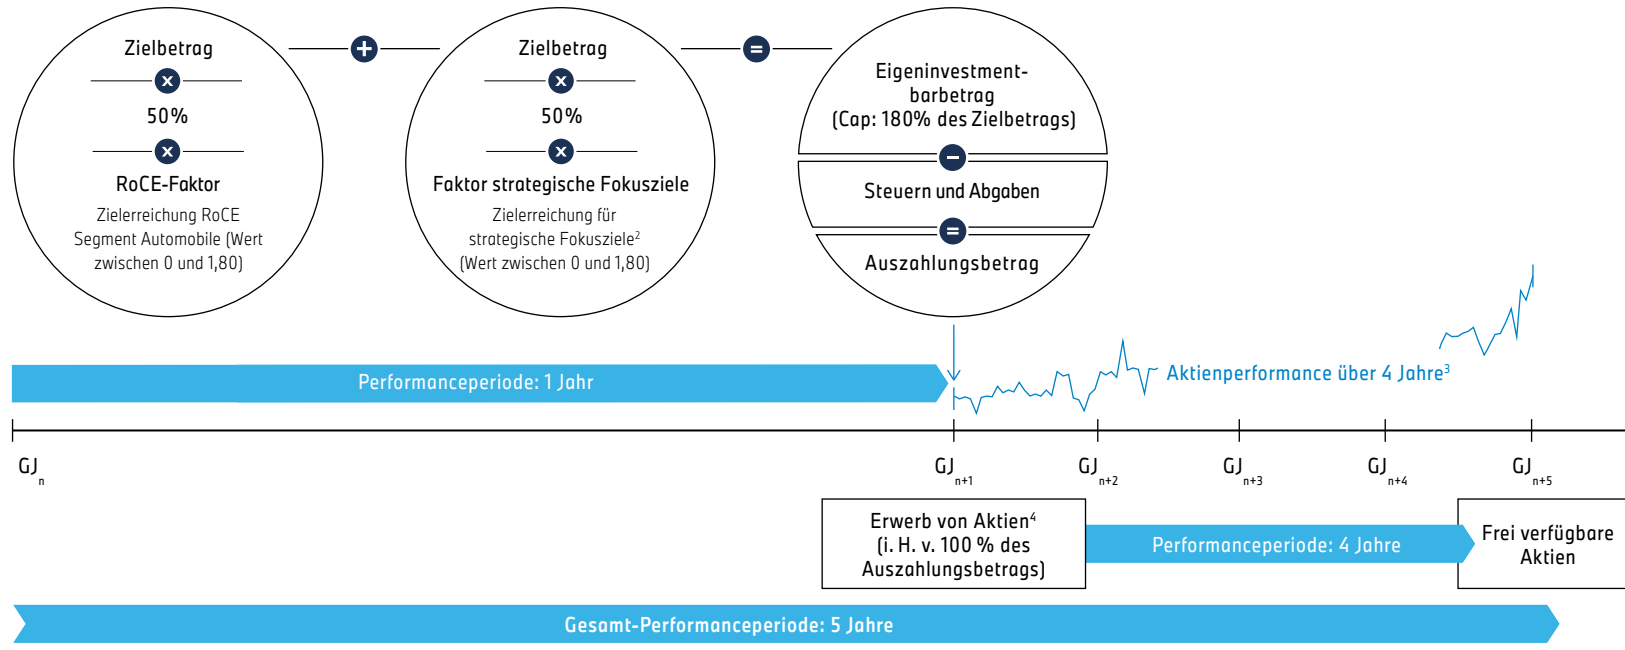 Zielbetrag
x
50%
x
RoCE-Faktor
Zielerreichung RoCE
Segment Automobile (Wert
zwischen 0 und 1,80)
+
Zielbetrag
x
50%
x
Faktor strategische Fokusziele
Zielerreichung für
strategische Fokusziele²
(Wert zwischen 0 und 1,80)
=
Eigeninvestment-
barbetrag
(Cap: 180% des Zielbetrags)
−
Steuern und Abgaben
=
Auszahlungsbetrag
Performanceperiode: 1 Jahr
Aktienperformance über 4 Jahre³
GJn
GJn+1
GJn+2
GJn+3
GJn+4
GJn+5
Erwerb von Aktien⁴
(i. H. v. 100 % des
Auszahlungsbetrags)
Performanceperiode: 4 Jahre
Frei verfügbare
Aktien
Gesamt-Performanceperiode: 5 Jahre